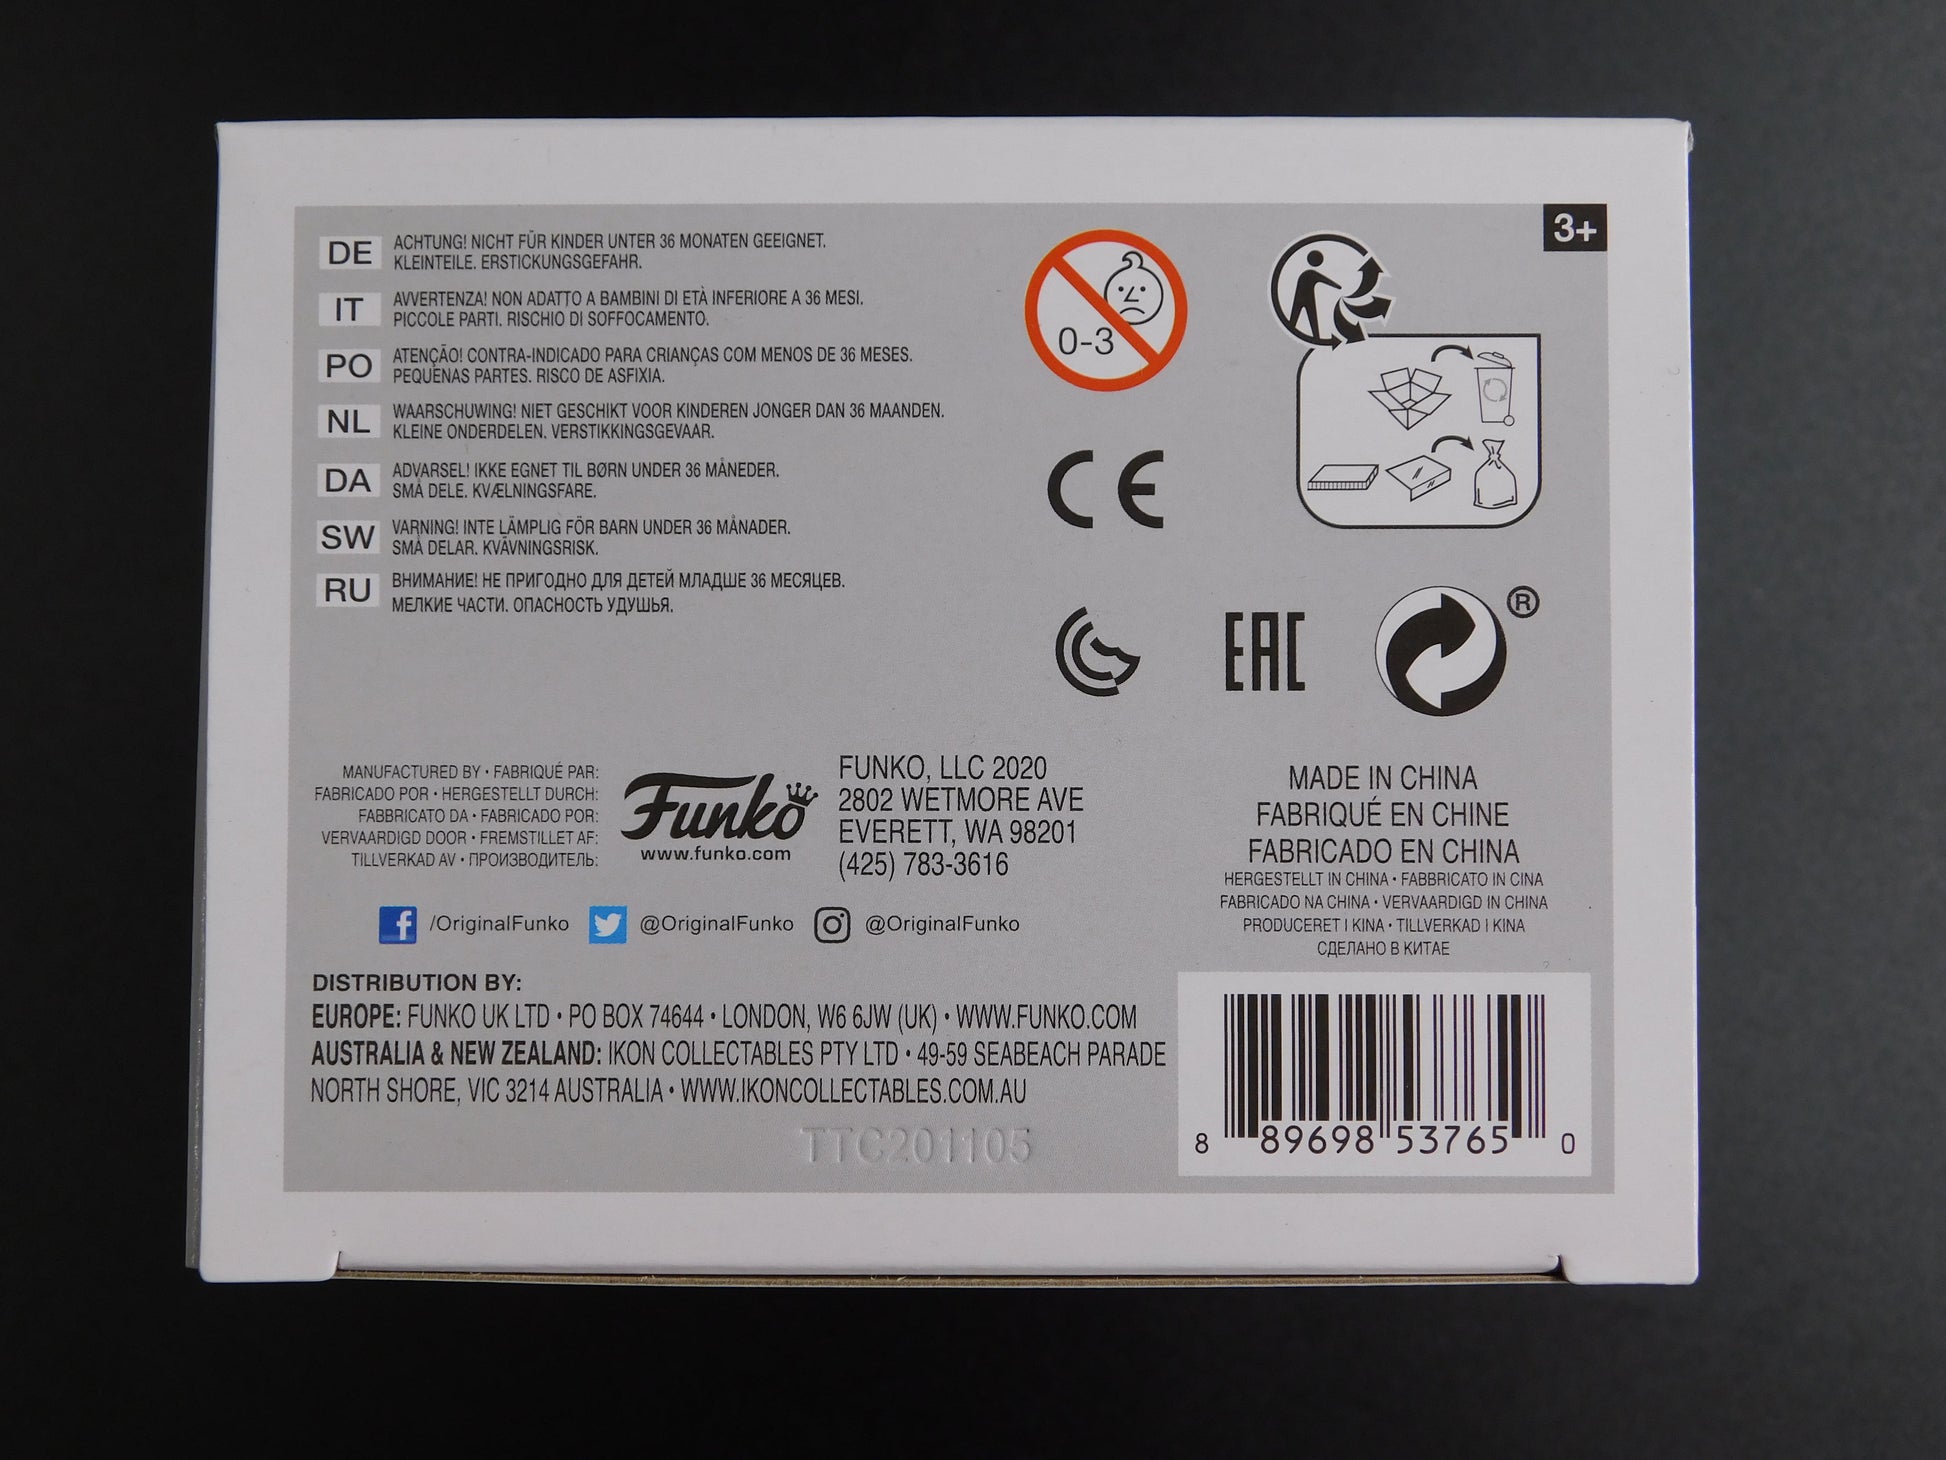 3+
DE
ACHTUNG! NICHT FÜR KINDER UNTER 36 MONATEN GEEIGNET.
KLEINTEILE. ERSTICKUNGSGEFAHR.
IT
AVVERTENZA! NON ADATTO A BAMBINI DI ETÀ INFERIORE A 36 MESI.
PICCOLE PARTI. RISCHIO DI SOFFOCAMENTO.
PO
ATENÇÃO! CONTRA-INDICADO PARA CRIANÇAS COM MENOS DE 36 MESES.
PEQUENAS PARTES. RISCO DE ASFIXIA.
NL
WAARSCHUWING! NIET GESCHIKT VOOR KINDEREN JONGER DAN 36 MAANDEN.
KLEINE ONDERDELEN. VERSTIKKINGSGEVAAR.
DA
ADVARSEL! IKKE EGNET TIL BØRN UNDER 36 MÅNEDER.
SMÅ DELE. KVÆLNINGSFARE.
SW
VARNING! INTE LÄMPLIG FÖR BARN UNDER 36 MÅNADER.
SMÅ DELAR. KVÄVNINGSRISK.
RU
ВНИМАНИЕ! НЕ ПРИГОДНО ДЛЯ ДЕТЕЙ МЛАДШЕ 36 МЕСЯЦЕВ.
МЕЛКИЕ ЧАСТИ. ОПАСНОСТЬ УДУШЬЯ.
0-3
CE
EAC
®
MANUFACTURED BY • FABRIQUÉ PAR:
FABRICADO POR • HERGESTELLT DURCH:
FABBRICATO DA • FABRICADO POR:
VERVAARDIGD DOOR • FREMSTILLET AF:
TILLVERKAD AV • ПРОИЗВОДИТЕЛЬ:
Funko
www.funko.com
FUNKO, LLC 2020
2802 WETMORE AVE
EVERETT, WA 98201
(425) 783-3616
/OriginalFunko @OriginalFunko @OriginalFunko
MADE IN CHINA
FABRIQUÉ EN CHINE
FABRICADO EN CHINA
HERGESTELLT IN CHINA • FABBRICATO IN CINA
FABRICADO NA CHINA • VERVAARDIGD IN CHINA
PRODUCERET I KINA • TILLVERKAD I KINA
СДЕЛАНО В КИТАЕ
DISTRIBUTION BY:
EUROPE: FUNKO UK LTD • PO BOX 74644 • LONDON, W6 6JW (UK) • WWW.FUNKO.COM
AUSTRALIA & NEW ZEALAND: IKON COLLECTABLES PTY LTD • 49-59 SEABEACH PARADE
NORTH SHORE, VIC 3214 AUSTRALIA • WWW.IKONCOLLECTABLES.COM.AU
TTC201105
8 89698 53765 0